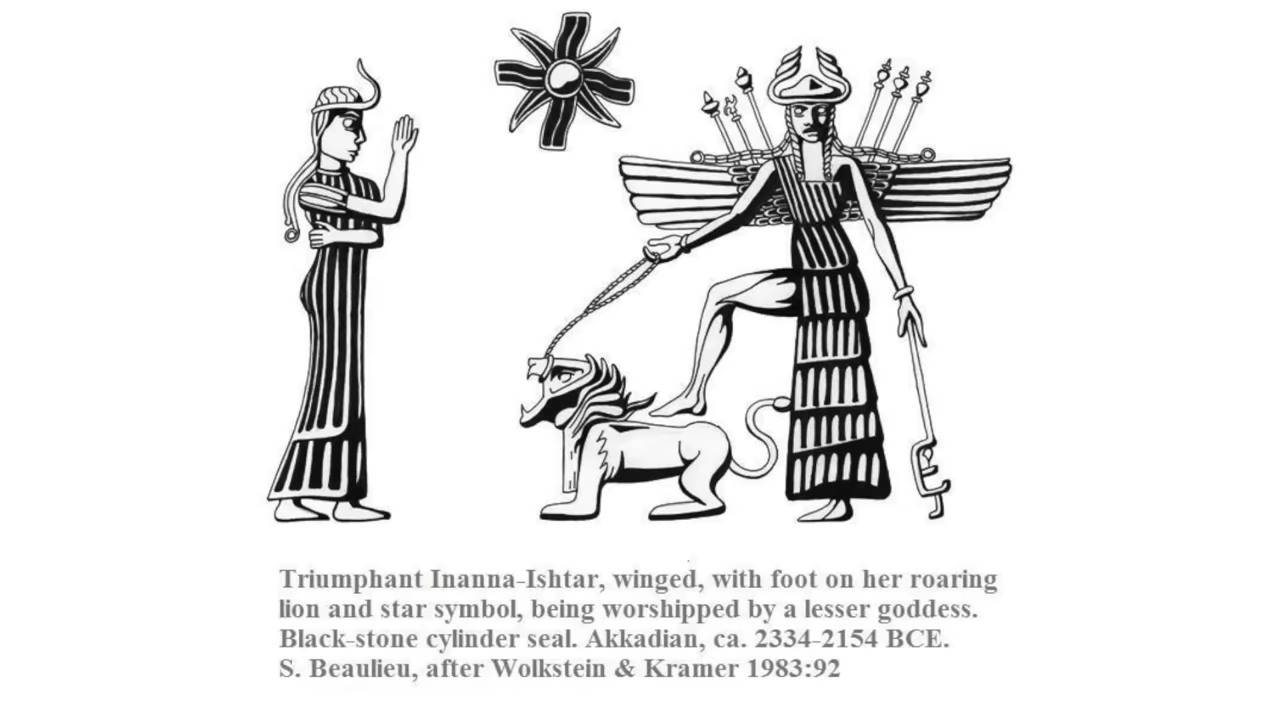 Triumphant Inanna-Ishtar, winged, with foot on her roaring
lion and star symbol, being worshipped by a lesser goddess.
Black-stone cylinder seal. Akkadian, ca. 2334-2154 BCE.
S. Beaulieu, after Wolkstein & Kramer 1983:92